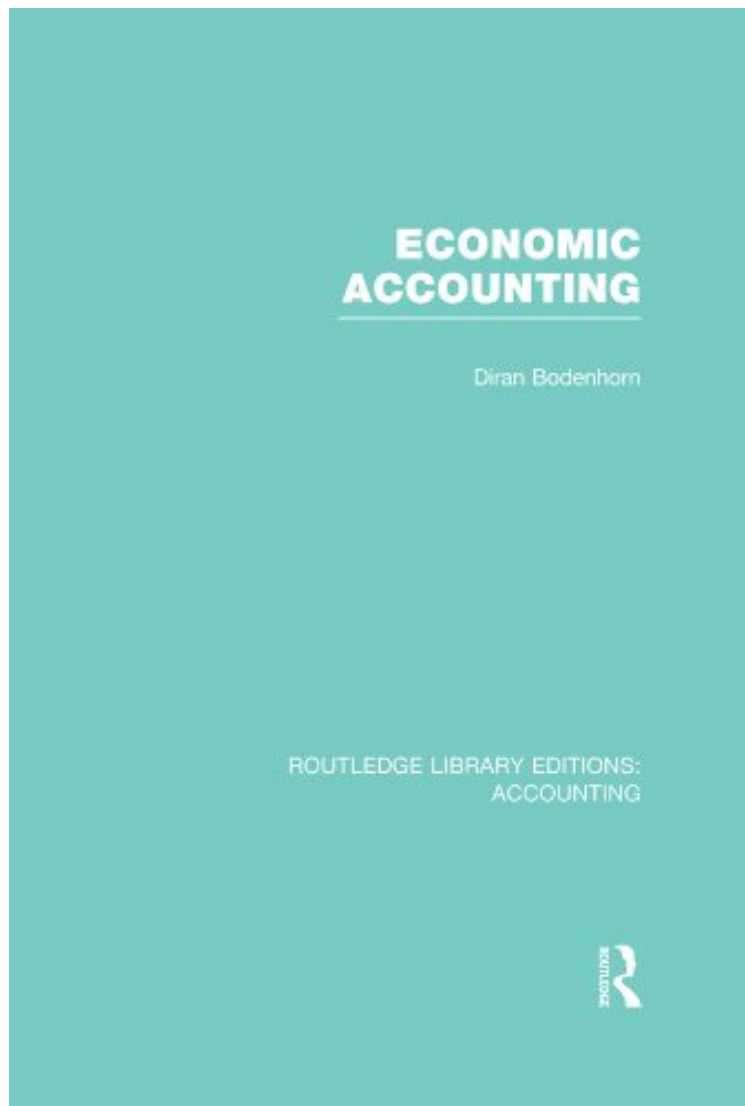 ECONOMIC
ACCOUNTING
Diran Bodenhorn
ROUTLEDGE LIBRARY EDITIONS:
ACCOUNTING
ROUTLEDGE